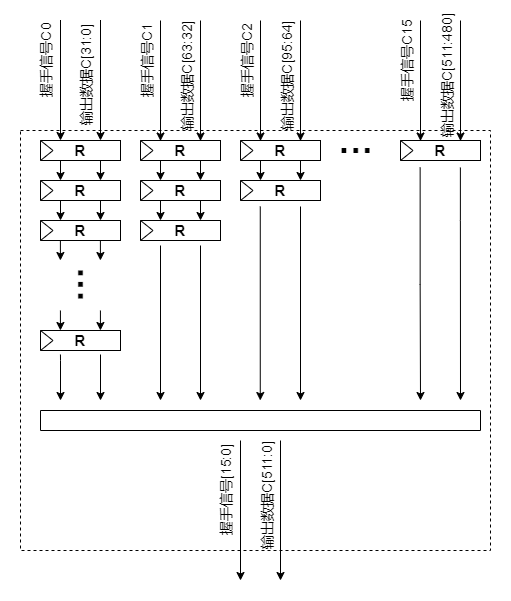 握手信号C0
输出数据C[31:0]
握手信号C1
输出数据C[63:32]
握手信号C2
输出数据C[95:64]
握手信号C15
输出数据C[511:480]
R
R
R
R
R
R
R
R
R
R
握手信号[15:0]
输出数据C[511:0]